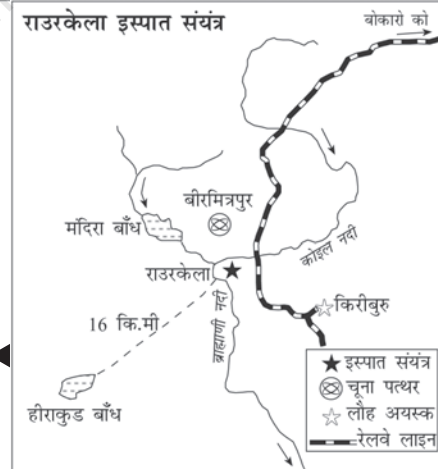 राउरकेला इस्पात संयंत्र
बोकारो को
बीरमित्रपुर
मंदिरा बाँध
कोइल नदी
राउरकेला
ब्राह्मणी नदी
किरीबुरु
16 कि.मी
हीराकुड बाँध
इस्पात संयंत्र
चूना पत्थर
लौह अयस्क
रेलवे लाइन